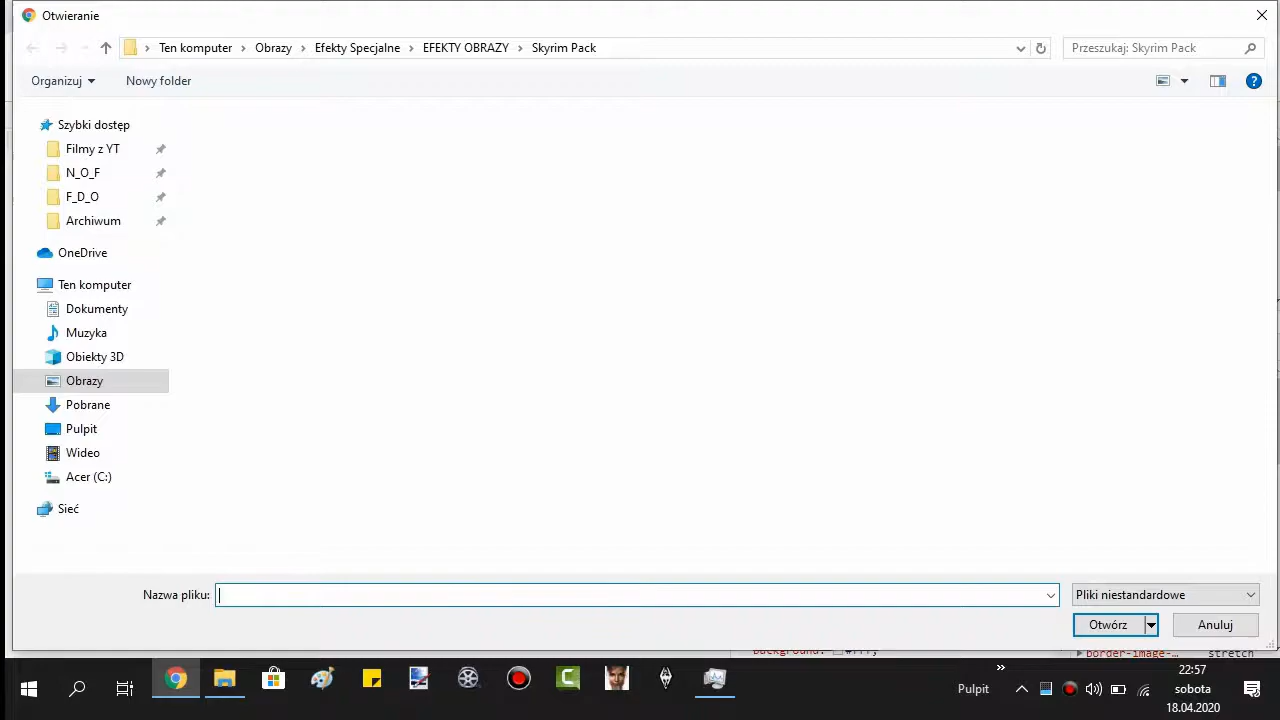 Otwieranie
Ten komputer Obrazy Efekty Specjalne EFEKTY OBRAZY Skyrim Pack
Przeszukaj: Skyrim Pack
Organizuj Nowy folder
Szybki dostęp
Filmy z YT
N_O_F
F_D_O
Archiwum
OneDrive
Ten komputer
Dokumenty
Muzyka
Obiekty 3D
Obrazy
Pobrane
Pulpit
Wideo
Acer (C:)
Sieć
Nazwa pliku:
Pliki niestandardowe
Otwórz Anuluj
background: #fff;
border-image-… stretch
Pulpit
22:57
sobota
18.04.2020